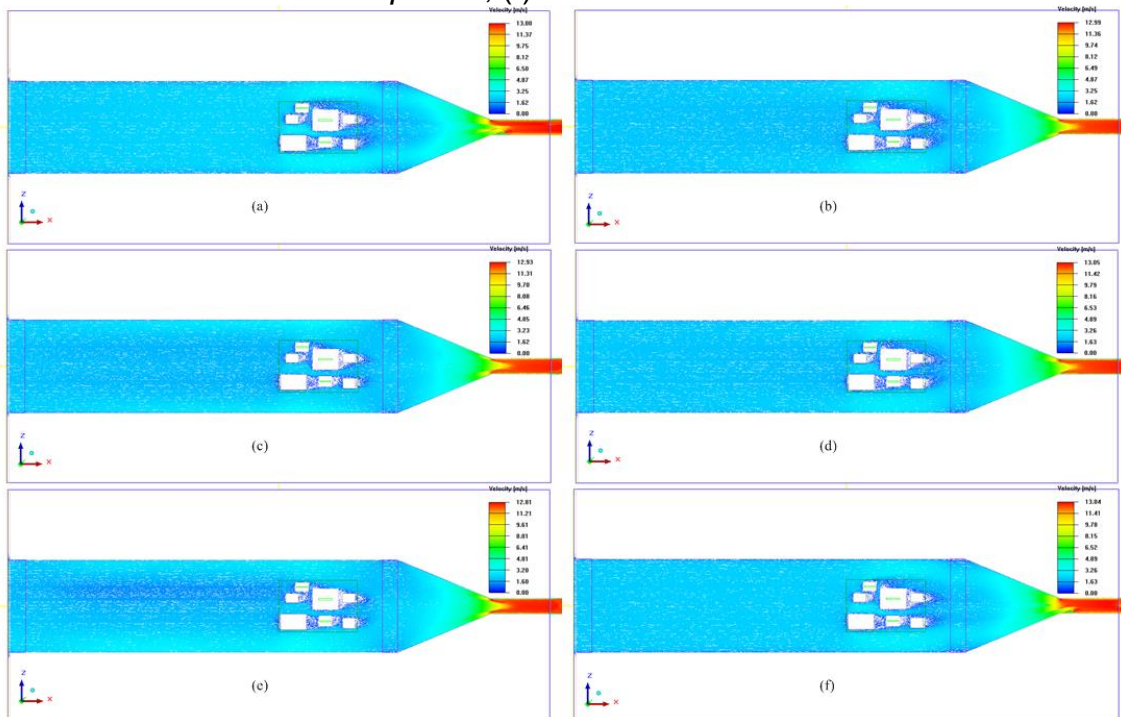 Velocity [m/s]
13.00
11.37
9.75
8.12
6.50
4.87
3.25
1.62
0.00
Z
X
(a)
Velocity [m/s]
12.99
11.36
9.74
8.12
6.49
4.87
3.25
1.62
0.00
Z
X
(b)
Velocity [m/s]
12.93
11.31
9.70
8.08
6.46
4.85
3.23
1.62
0.00
Z
X
(c)
Velocity [m/s]
13.05
11.42
9.79
8.16
6.53
4.89
3.26
1.63
0.00
Z
X
(d)
Velocity [m/s]
12.81
11.21
9.61
8.01
6.41
4.81
3.20
1.60
0.00
Z
X
(e)
Velocity [m/s]
13.04
11.41
9.78
8.15
6.52
4.89
3.26
1.63
0.00
Z
X
(f)